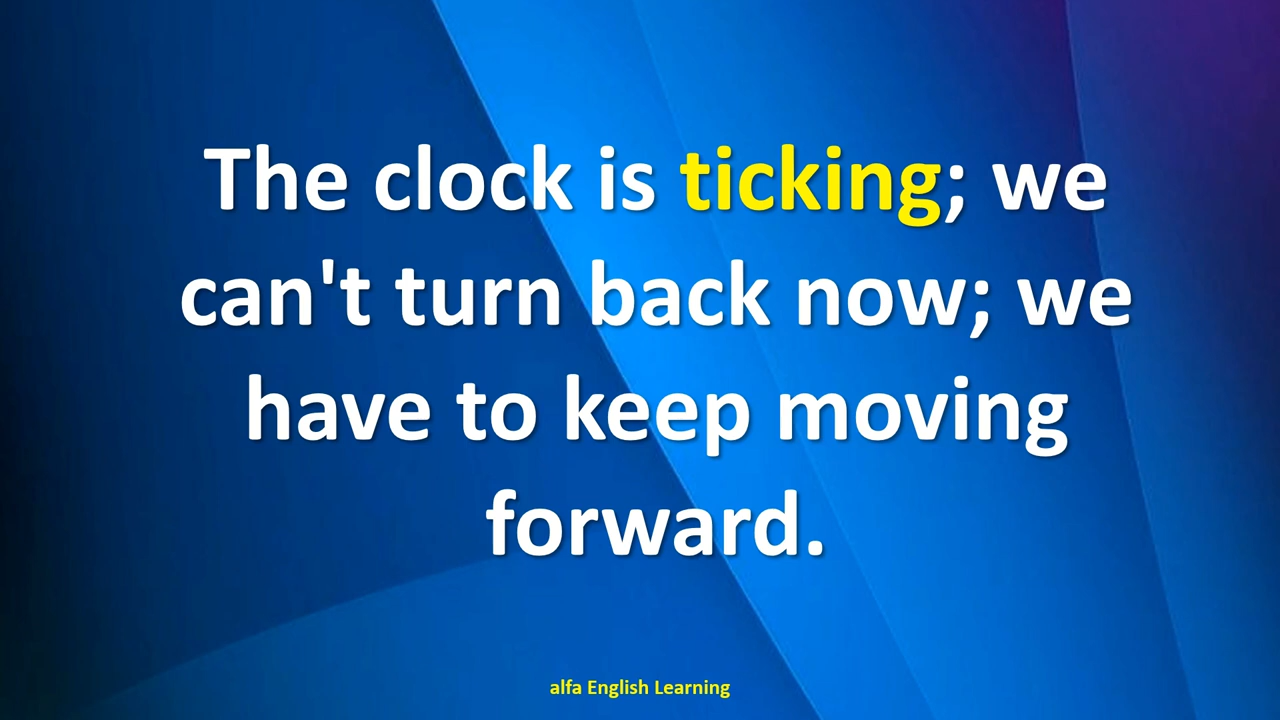 The clock is ticking; we
can't turn back now; we
have to keep moving
forward.
alfa English Learning